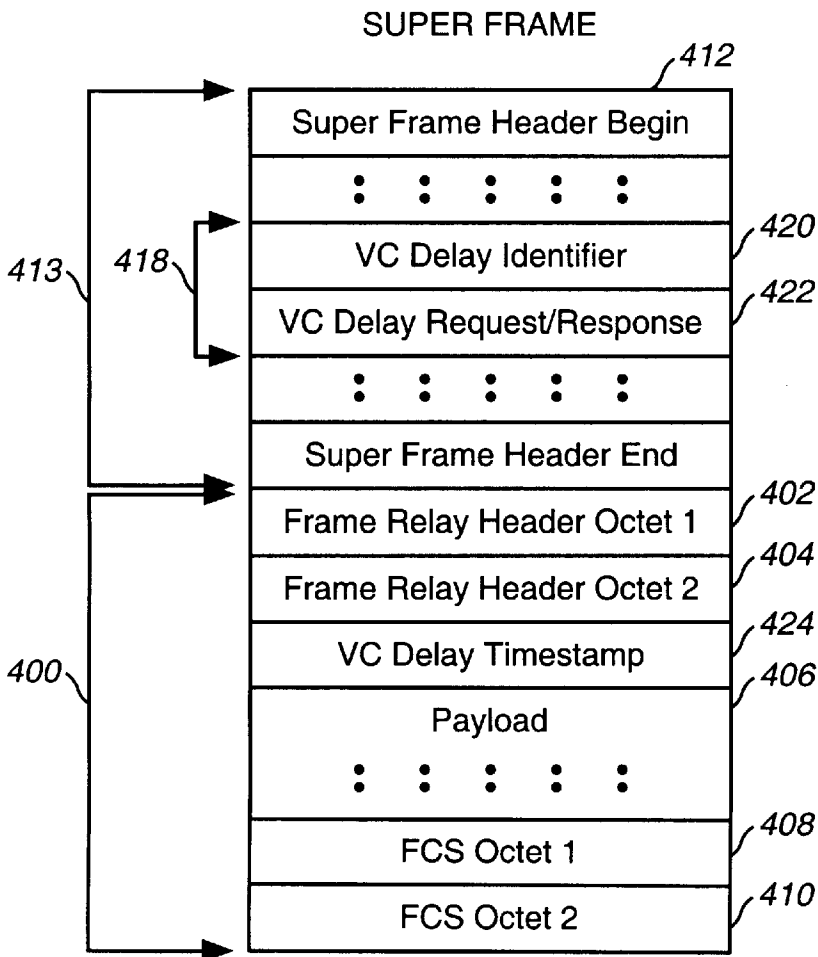 SUPER FRAME
412
Super Frame Header Begin
420
VC Delay Identifier
413
418
422
VC Delay Request/Response
Super Frame Header End
402
Frame Relay Header Octet 1
404
Frame Relay Header Octet 2
424
VC Delay Timestamp
400
406
Payload
408
FCS Octet 1
410
FCS Octet 2